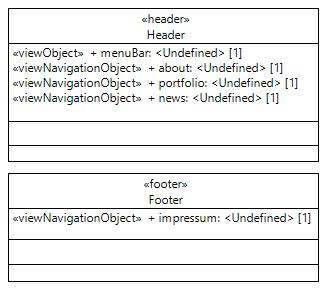 «header»
Header
«viewObject» + menuBar: <Undefined> [1]
«viewNavigationObject» + about: <Undefined> [1]
«viewNavigationObject» + portfolio: <Undefined> [1]
«viewNavigationObject» + news: <Undefined> [1]
«footer»
Footer
«viewNavigationObject» + impressum: <Undefined> [1]